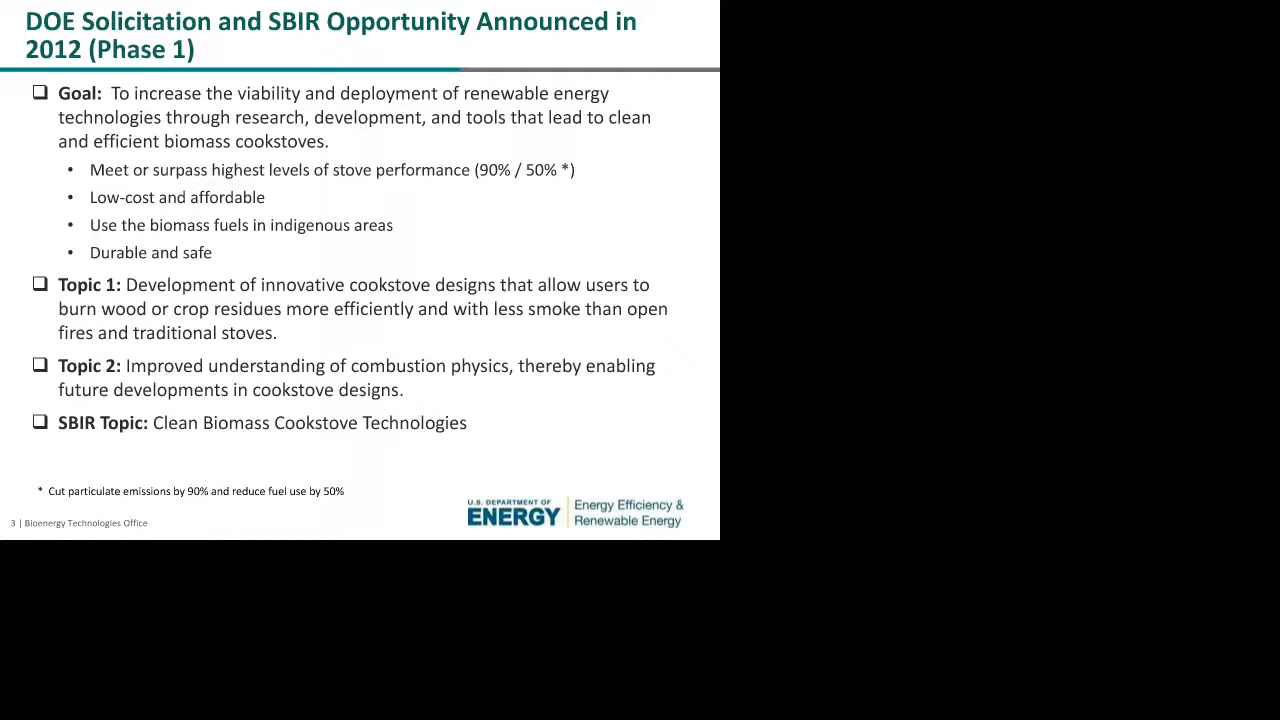 DOE Solicitation and SBIR Opportunity Announced in
2012 (Phase 1)
❑ Goal: To increase the viability and deployment of renewable energy
technologies through research, development, and tools that lead to clean
and efficient biomass cookstoves.
• Meet or surpass highest levels of stove performance (90% / 50% *)
• Low-cost and affordable
• Use the biomass fuels in indigenous areas
• Durable and safe
❑ Topic 1: Development of innovative cookstove designs that allow users to
burn wood or crop residues more efficiently and with less smoke than open
fires and traditional stoves.
❑ Topic 2: Improved understanding of combustion physics, thereby enabling
future developments in cookstove designs.
❑ SBIR Topic: Clean Biomass Cookstove Technologies
* Cut particulate emissions by 90% and reduce fuel use by 50%
3 | Bioenergy Technologies Office
U.S. DEPARTMENT OF
ENERGY
Energy Efficiency &
Renewable Energy